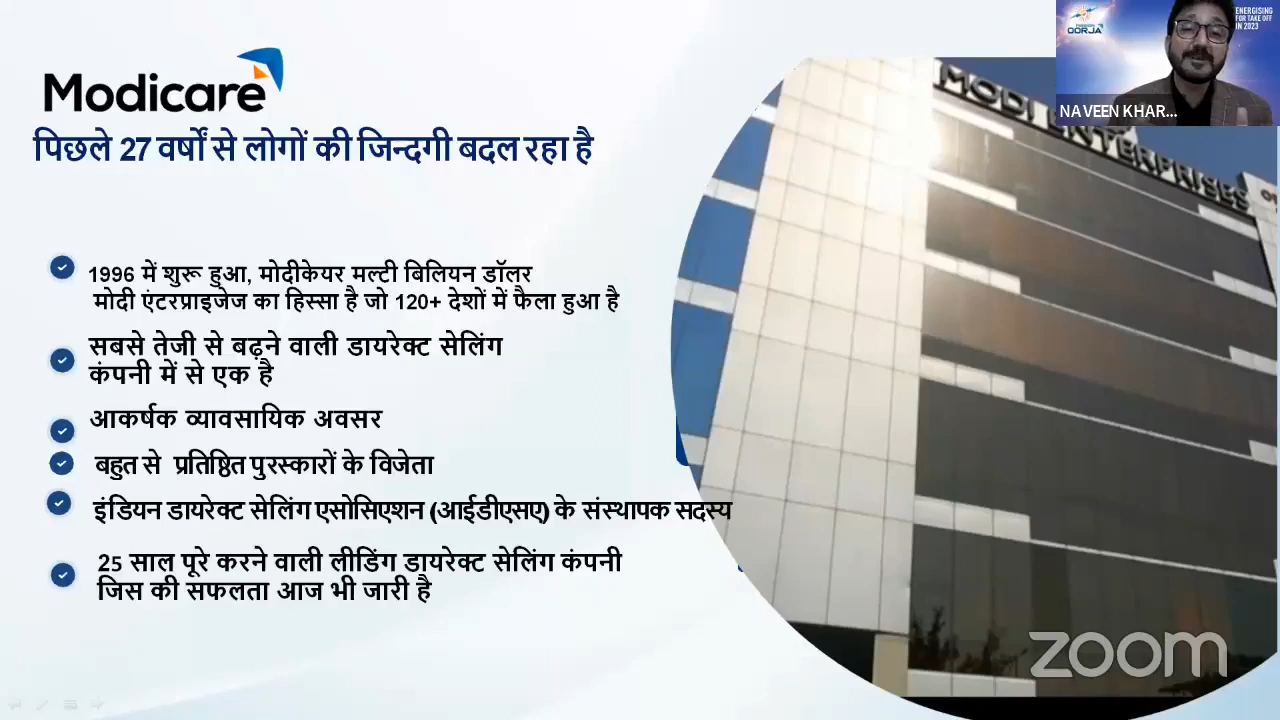 Modicare
पिछले 27 वर्षों से लोगों की जिन्दगी बदल रहा है
1996 में शुरू हुआ, मोदीकेयर मल्टी बिलियन डॉलर
मोदी एंटरप्राइजेज का हिस्सा है जो 120+ देशों में फैला हुआ है
सबसे तेजी से बढ़ने वाली डायरेक्ट सेलिंग
कंपनी में से एक है
आकर्षक व्यावसायिक अवसर
बहुत से प्रतिष्ठित पुरस्कारों के विजेता
इंडियन डायरेक्ट सेलिंग एसोसिएशन (आईडीएसए) के संस्थापक सदस्य
25 साल पूरे करने वाली लीडिंग डायरेक्ट सेलिंग कंपनी
जिस की सफलता आज भी जारी है
MODI ENTERPRISES
OORJA
ENERGISING
FOR TAKE OFF
IN 2023
NAVEEN KHAR...
zoom